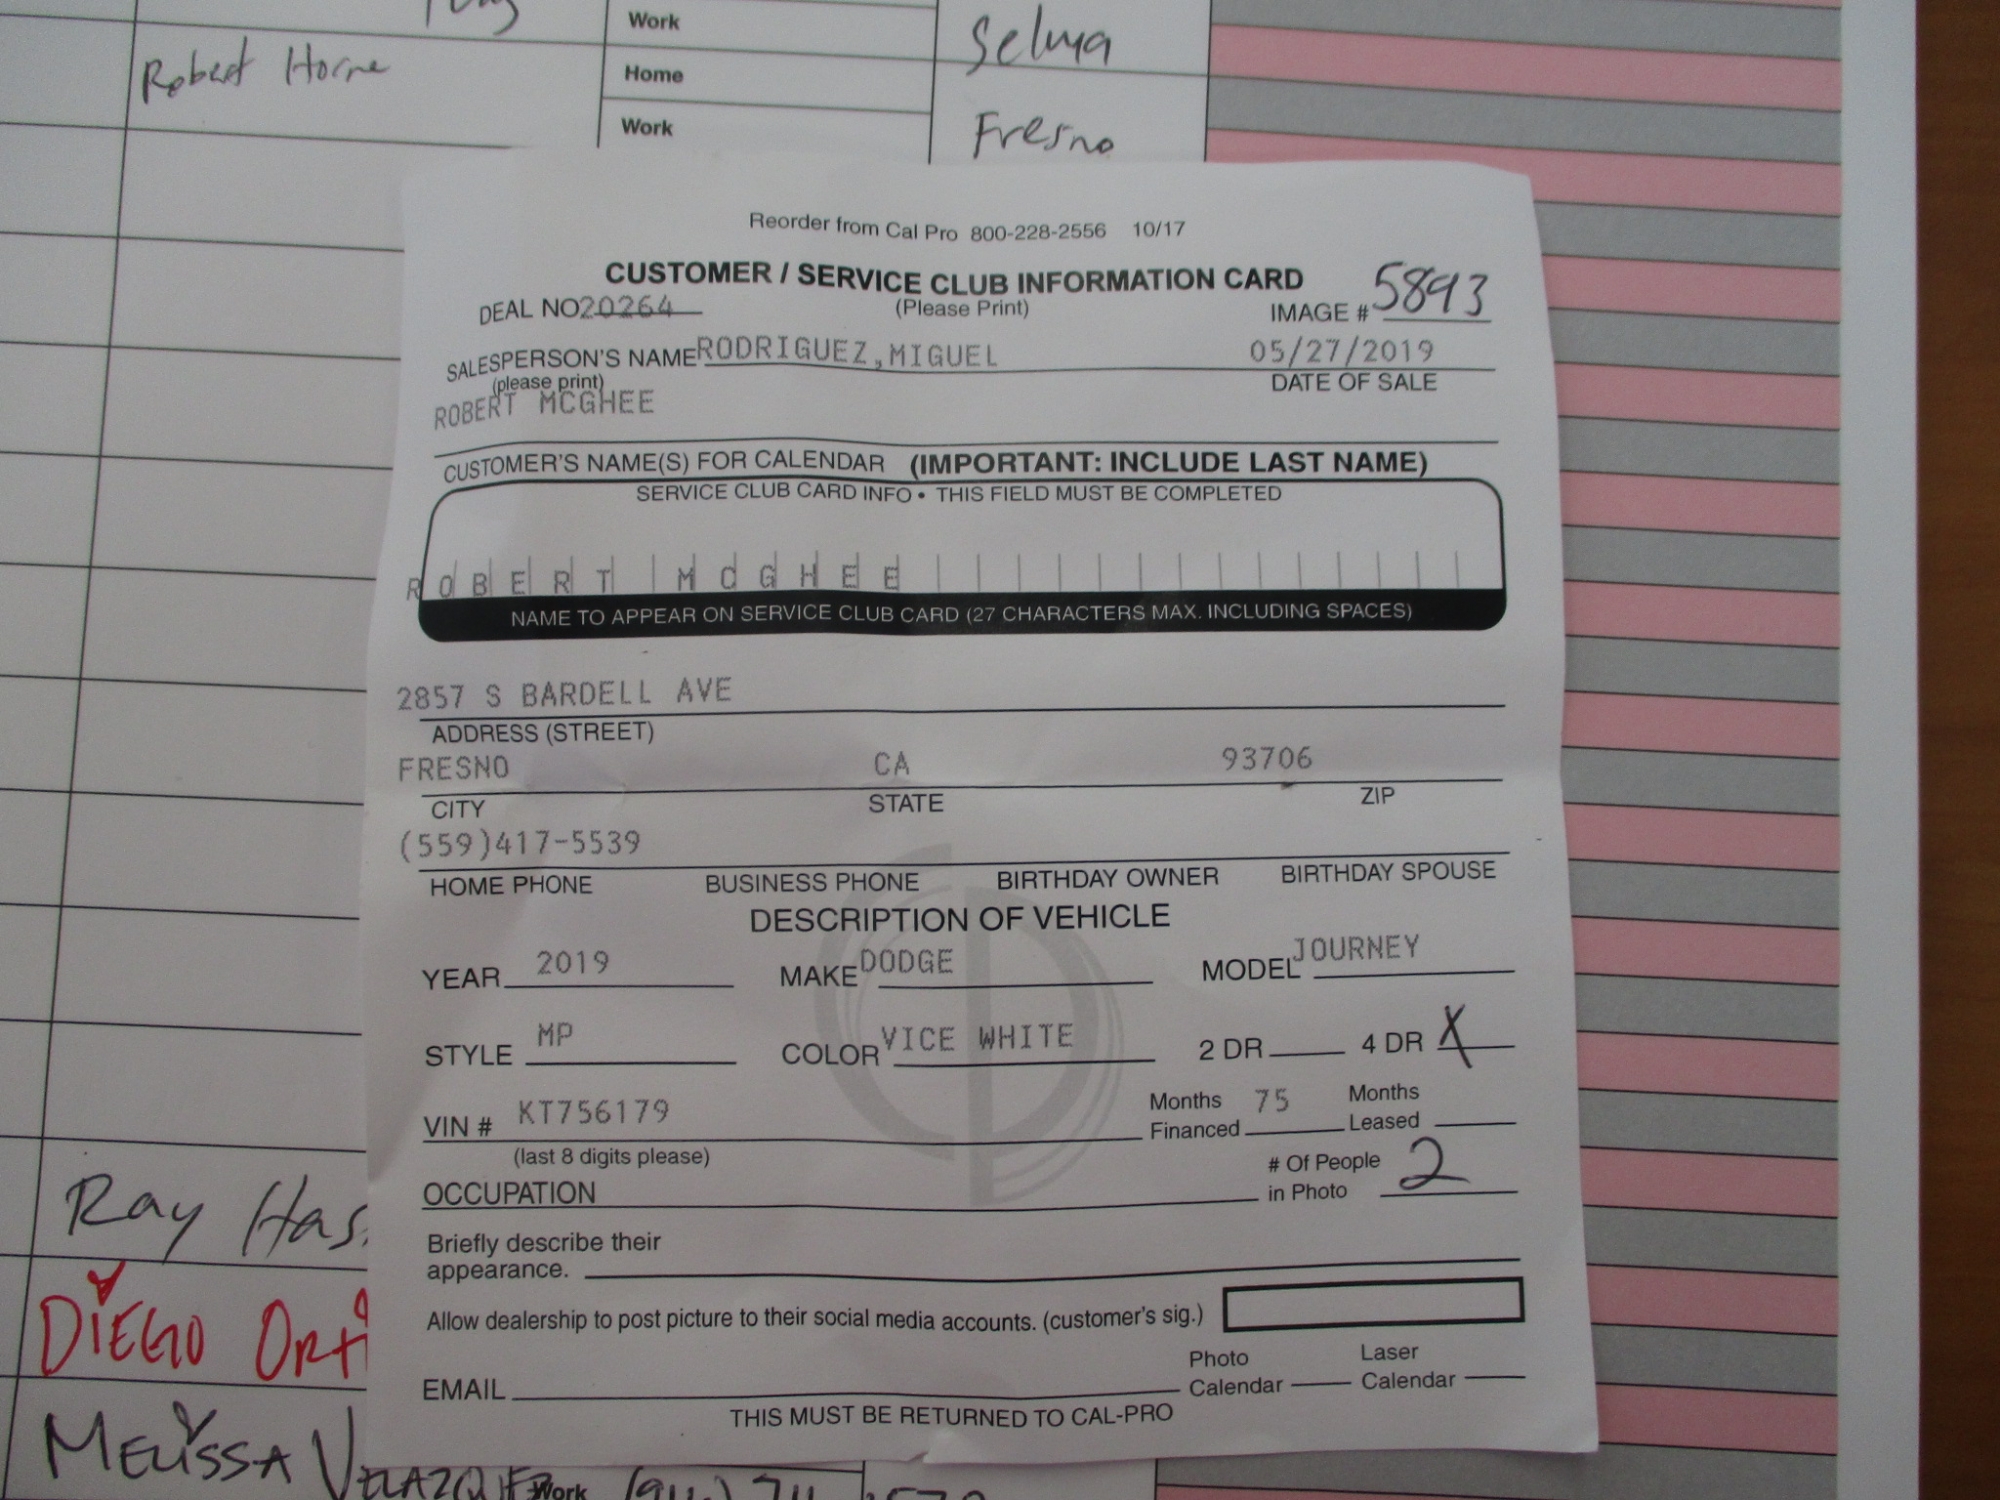 Work
Selma
Robert Horne
Home
Work
Fresno
Reorder from Cal Pro 800-228-2556 10/17
CUSTOMER / SERVICE CLUB INFORMATION CARD
DEAL NO20264 (Please Print) IMAGE # 5893
SALESPERSON'S NAME RODRIGUEZ,MIGUEL 05/27/2019
(please print) DATE OF SALE
ROBERT MCGHEE
CUSTOMER'S NAME(S) FOR CALENDAR (IMPORTANT: INCLUDE LAST NAME)
SERVICE CLUB CARD INFO • THIS FIELD MUST BE COMPLETED
ROBERT MCGHEE
NAME TO APPEAR ON SERVICE CLUB CARD (27 CHARACTERS MAX. INCLUDING SPACES)
2857 S BARDELL AVE
ADDRESS (STREET)
FRESNO CA 93706
CITY STATE ZIP
(559)417-5539
HOME PHONE BUSINESS PHONE BIRTHDAY OWNER BIRTHDAY SPOUSE
DESCRIPTION OF VEHICLE
YEAR 2019 MAKE DODGE MODEL JOURNEY
STYLE MP COLOR VICE WHITE 2 DR 4 DR X
VIN # KT756179 Months Financed 75 Months Leased
(last 8 digits please)
OCCUPATION # Of People in Photo 2
Briefly describe their
appearance.
Allow dealership to post picture to their social media accounts. (customer's sig.)
EMAIL Photo Calendar Laser Calendar
THIS MUST BE RETURNED TO CAL-PRO
Ray Has
DIEGO Orti
MELISSA VELAZQUEZ
Work